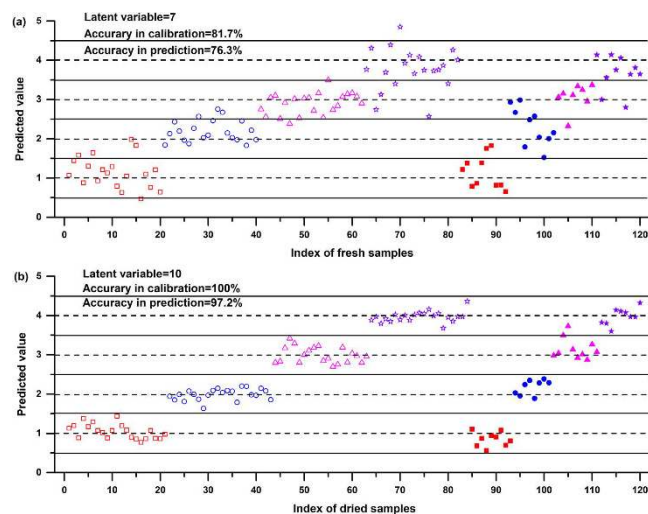 (a)
Latent variable=7
Accurary in calibration=81.7%
Accuracy in prediction=76.3%
5
4
3
2
1
0
Predicted value
0 10 20 30 40 50 60 70 80 90 100 110 120
Index of fresh samples
(b)
Latent variable=10
Accurary in calibration=100%
Accuracy in prediction=97.2%
5
4
3
2
1
0
Predicted value
0 10 20 30 40 50 60 70 80 90 100 110 120
Index of dried samples